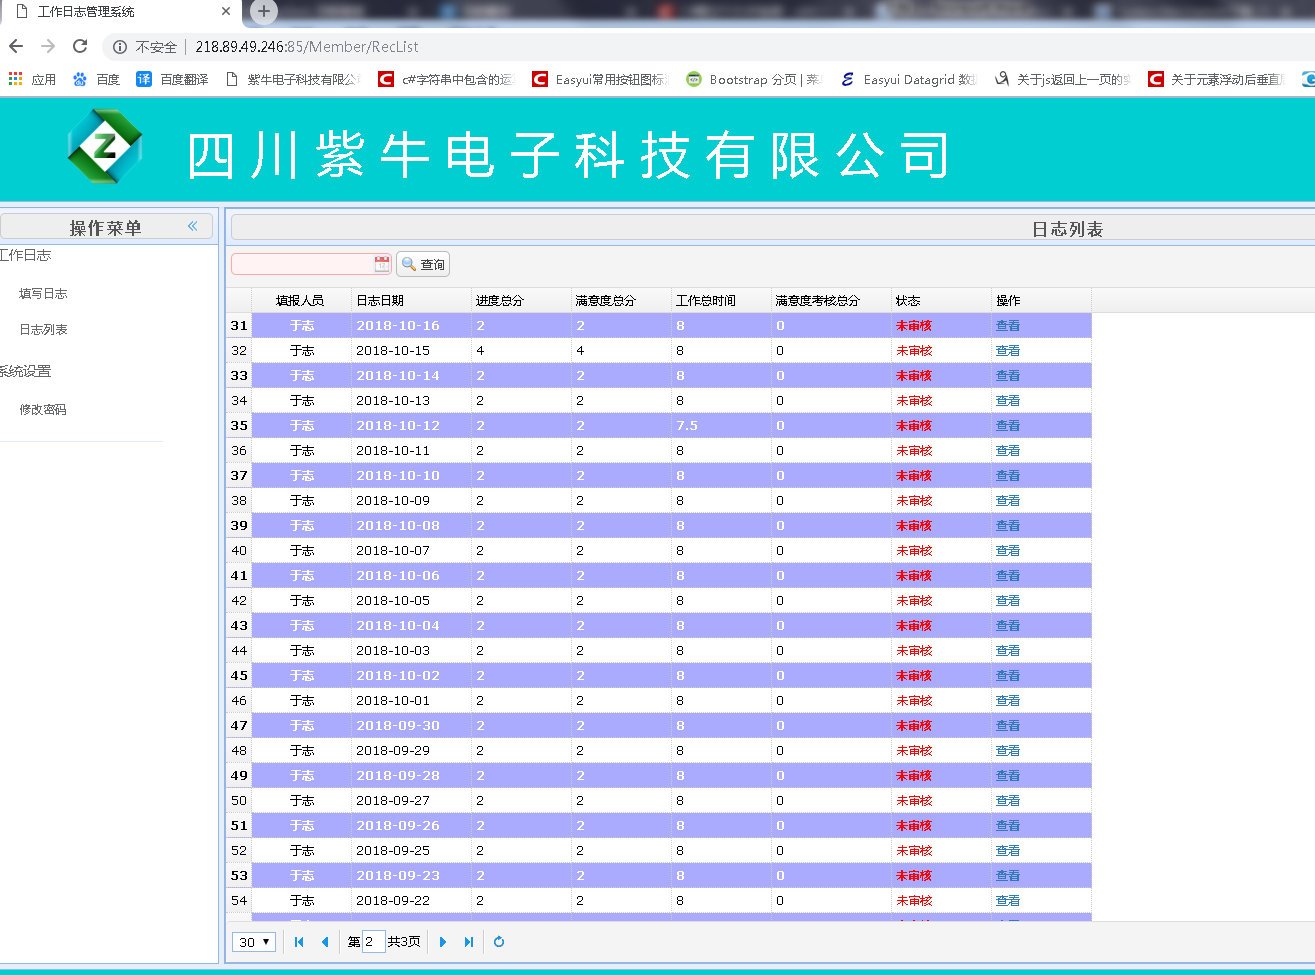 工作日志管理系统
不安全 218.89.49.246:85/Member/RecList
应用 百度 百度翻译 紫牛电子科技有限公 c#字符串中包含的运 Easyui常用按钮图标 Bootstrap 分页 | 菜 Easyui Datagrid 数据 关于js返回上一页的 关于元素浮动后垂直
四川紫牛电子科技有限公司
操作菜单
工作日志
填写日志
日志列表
系统设置
修改密码
日志列表
查询
填报人员 日志日期 进度总分 满意度总分 工作总时间 满意度考核总分 状态 操作
31 于志 2018-10-16 2 2 8 0 未审核 查看
32 于志 2018-10-15 4 4 8 0 未审核 查看
33 于志 2018-10-14 2 2 8 0 未审核 查看
34 于志 2018-10-13 2 2 8 0 未审核 查看
35 于志 2018-10-12 2 2 7.5 0 未审核 查看
36 于志 2018-10-11 2 2 8 0 未审核 查看
37 于志 2018-10-10 2 2 8 0 未审核 查看
38 于志 2018-10-09 2 2 8 0 未审核 查看
39 于志 2018-10-08 2 2 8 0 未审核 查看
40 于志 2018-10-07 2 2 8 0 未审核 查看
41 于志 2018-10-06 2 2 8 0 未审核 查看
42 于志 2018-10-05 2 2 8 0 未审核 查看
43 于志 2018-10-04 2 2 8 0 未审核 查看
44 于志 2018-10-03 2 2 8 0 未审核 查看
45 于志 2018-10-02 2 2 8 0 未审核 查看
46 于志 2018-10-01 2 2 8 0 未审核 查看
47 于志 2018-09-30 2 2 8 0 未审核 查看
48 于志 2018-09-29 2 2 8 0 未审核 查看
49 于志 2018-09-28 2 2 8 0 未审核 查看
50 于志 2018-09-27 2 2 8 0 未审核 查看
51 于志 2018-09-26 2 2 8 0 未审核 查看
52 于志 2018-09-25 2 2 8 0 未审核 查看
53 于志 2018-09-23 2 2 8 0 未审核 查看
54 于志 2018-09-22 2 2 8 0 未审核 查看
30 第 2 共3页